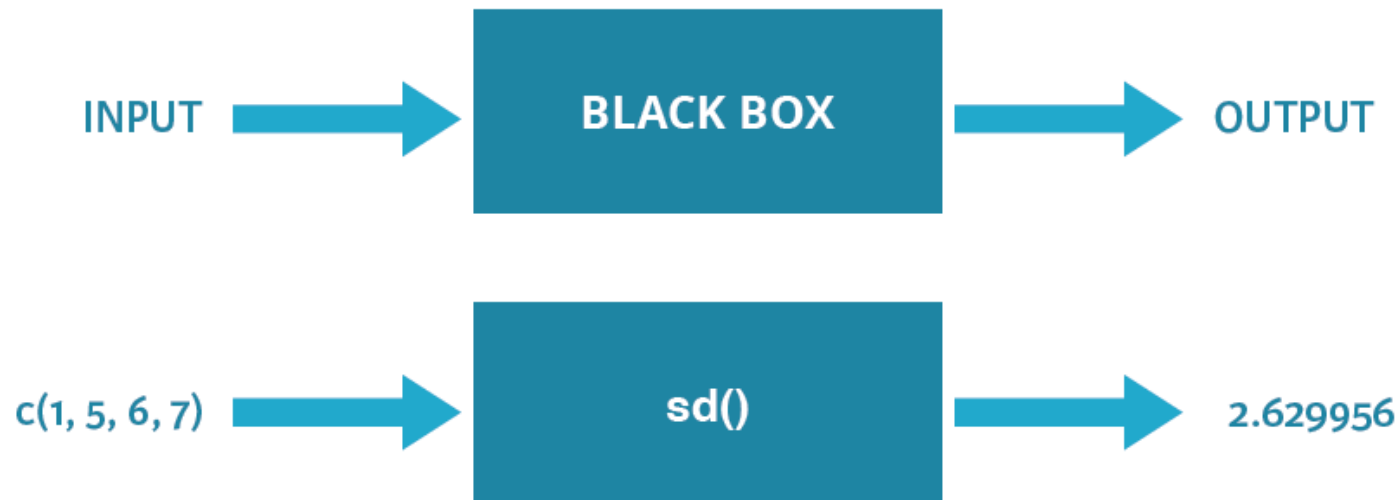 INPUT
BLACK BOX
OUTPUT
c(1, 5, 6, 7)
sd()
2.629956